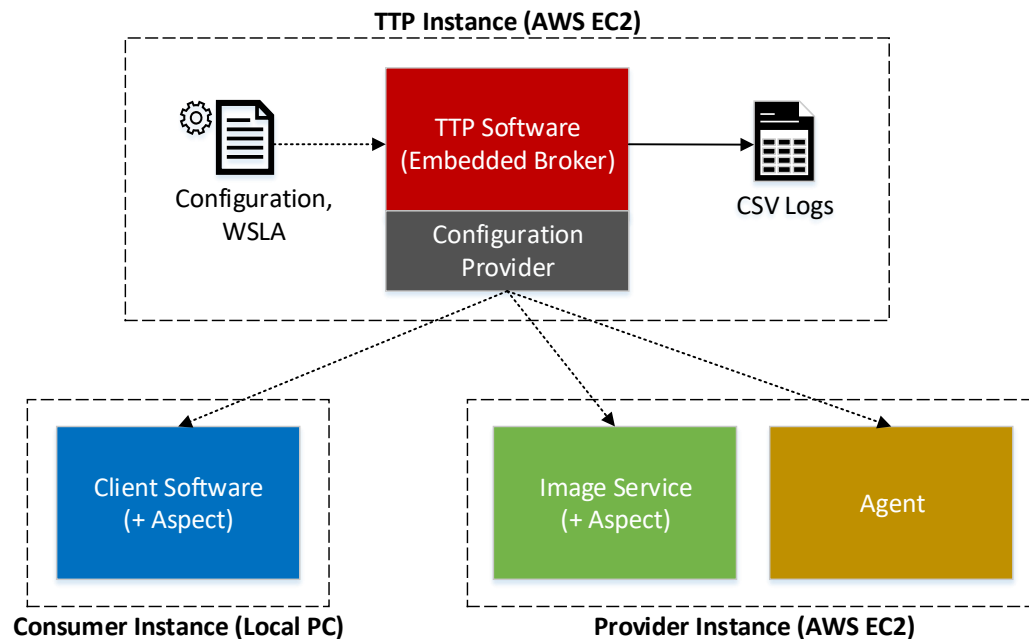 TTP Instance (AWS EC2)
Configuration,
WSLA
TTP Software
(Embedded Broker)
Configuration
Provider
CSV Logs
Client Software
(+ Aspect)
Image Service
(+ Aspect)
Agent
Consumer Instance (Local PC)
Provider Instance (AWS EC2)